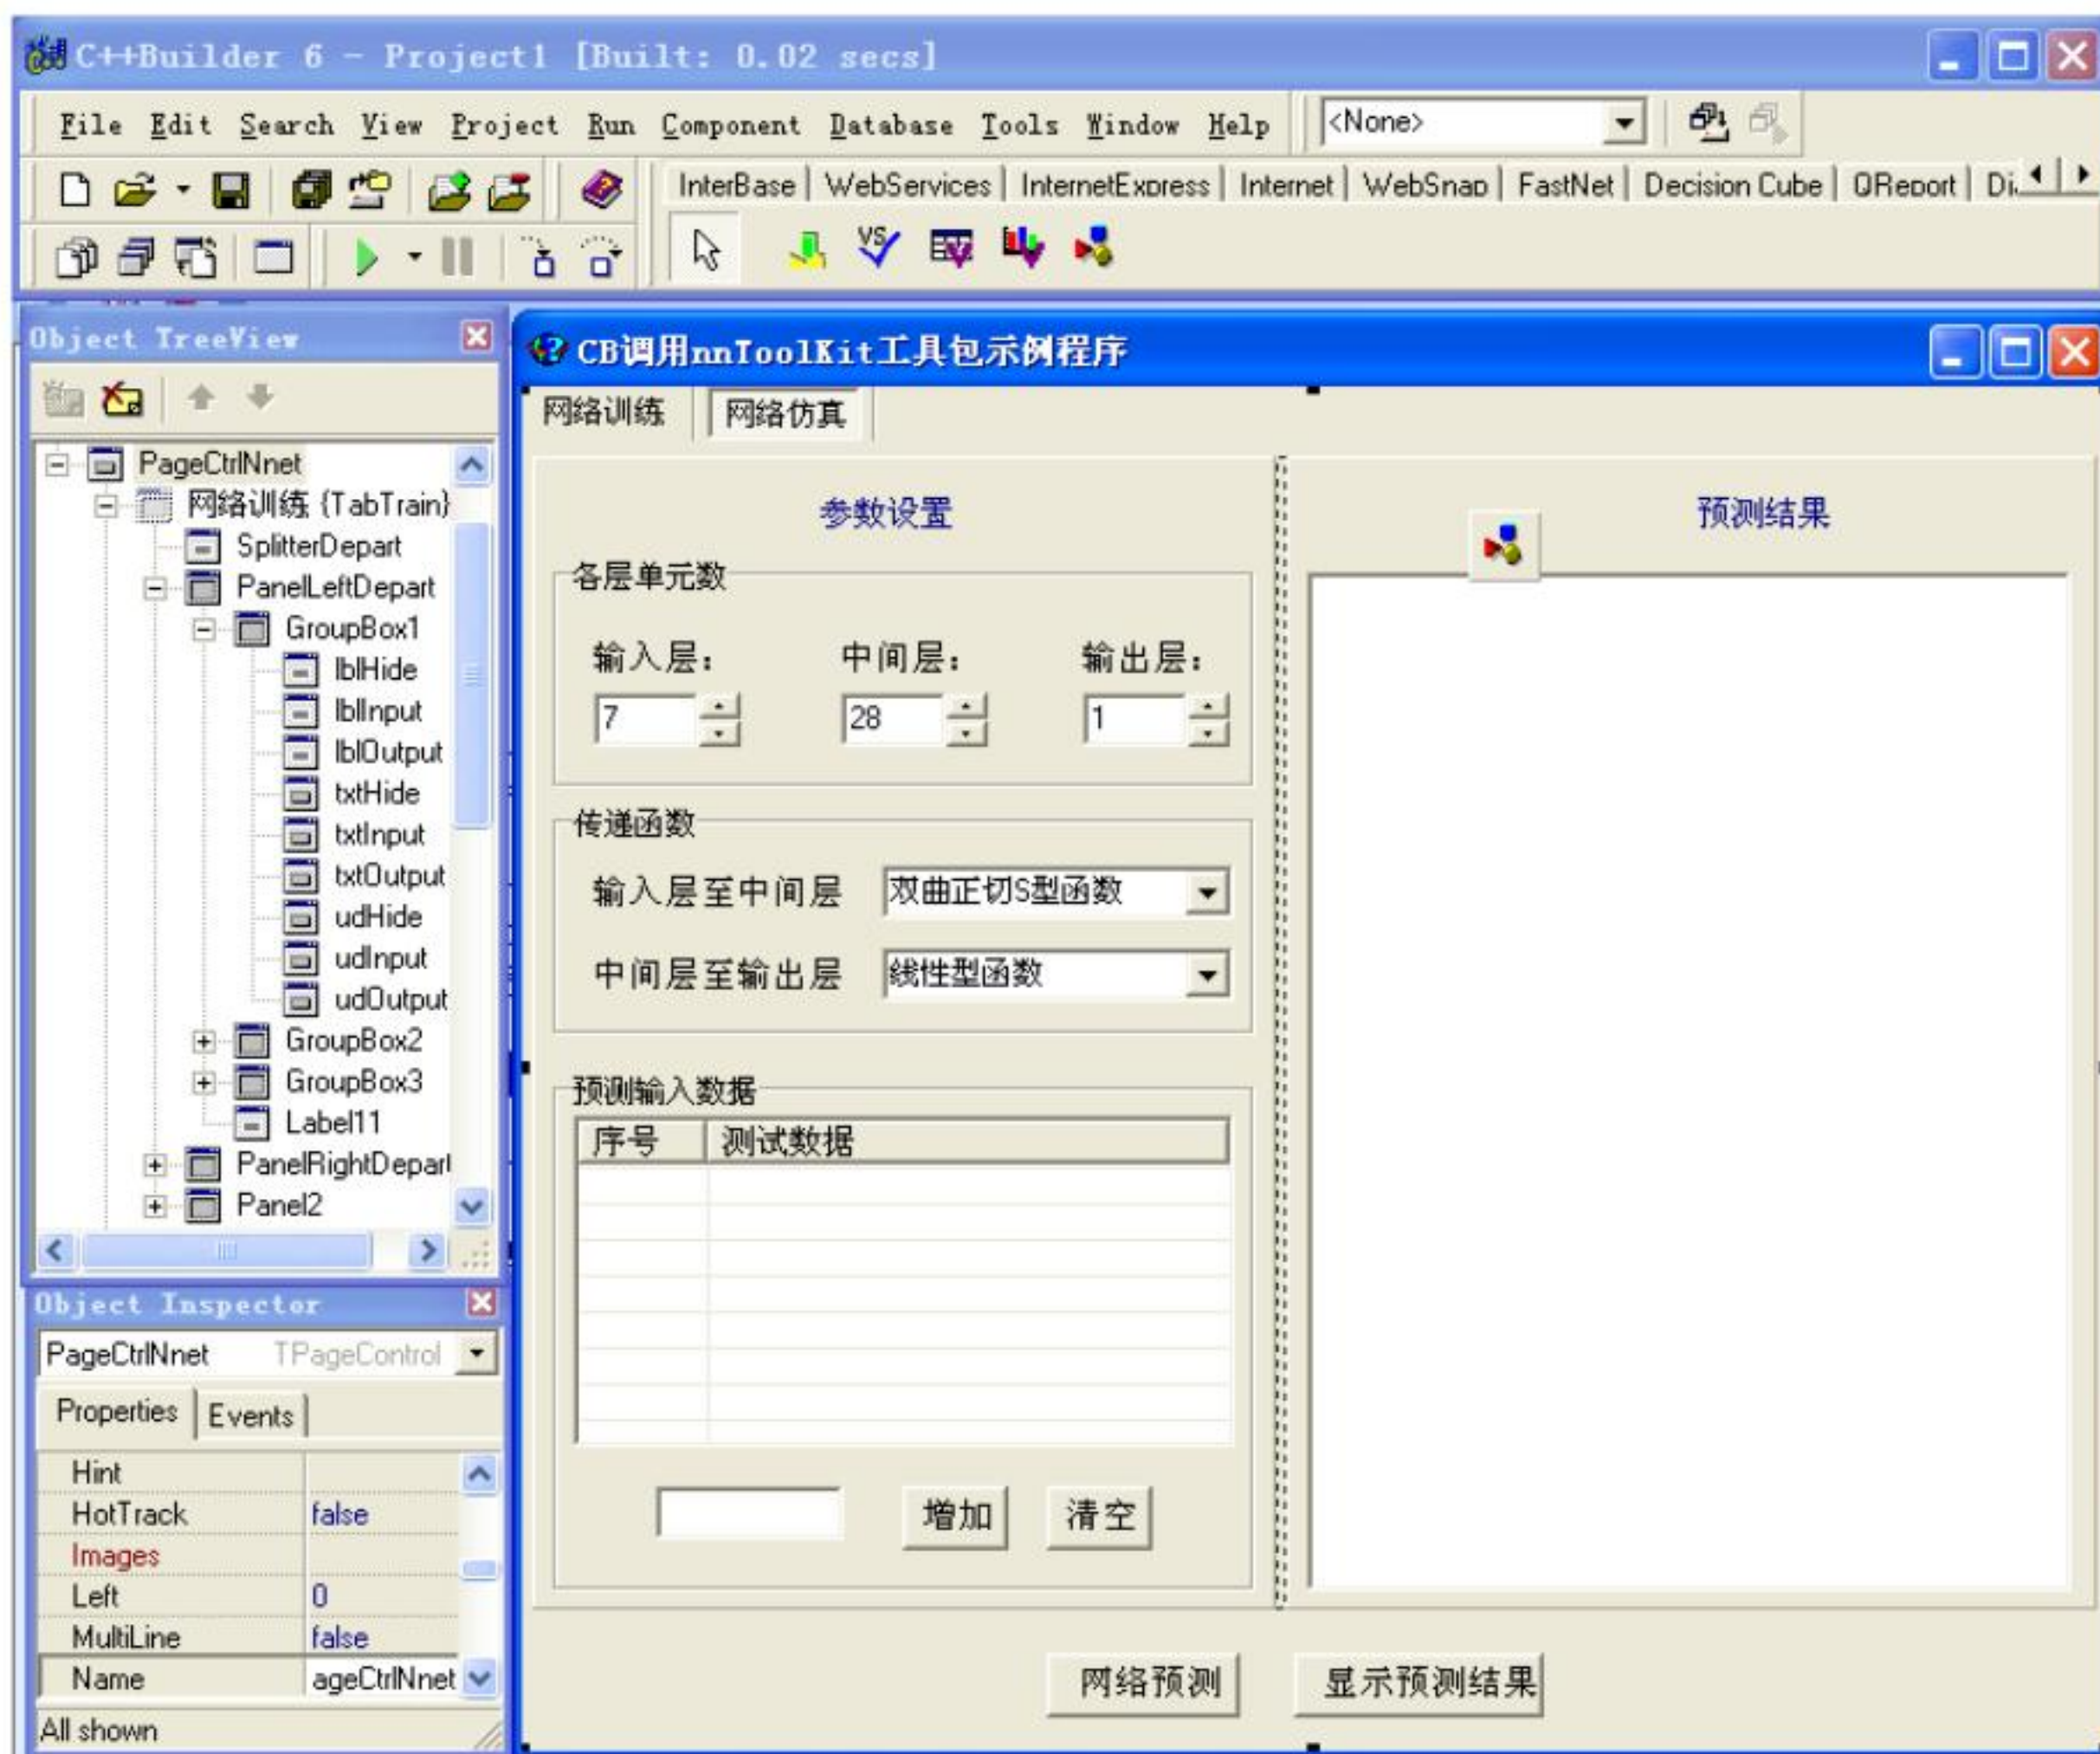 C++Builder 6 - Project1 [Built: 0.02 secs]
File Edit Search View Project Run Component Database Tools Window Help <None>
InterBase WebServices InternetExpress Internet WebSnap FastNet Decision Cube QReport
Object TreeView
PageCtrlNnet
网络训练 {TabTrain}
SplitterDepart
PanelLeftDepart
GroupBox1
lblHide
lblInput
lblOutput
txtHide
txtInput
txtOutput
udHide
udInput
udOutput
GroupBox2
GroupBox3
Label11
PanelRightDepart
Panel2
Object Inspector
PageCtrlNnet TPageControl
Properties Events
Hint
HotTrack false
Images
Left 0
MultiLine false
Name ageCtrlNnet
All shown
CB调用nnToolKit工具包示例程序
网络训练 网络仿真
参数设置
各层单元数
输入层: 中间层: 输出层:
7 28 1
传递函数
输入层至中间层 双曲正切S型函数
中间层至输出层 线性型函数
预测输入数据
序号 测试数据
增加 清空
预测结果
网络预测 显示预测结果